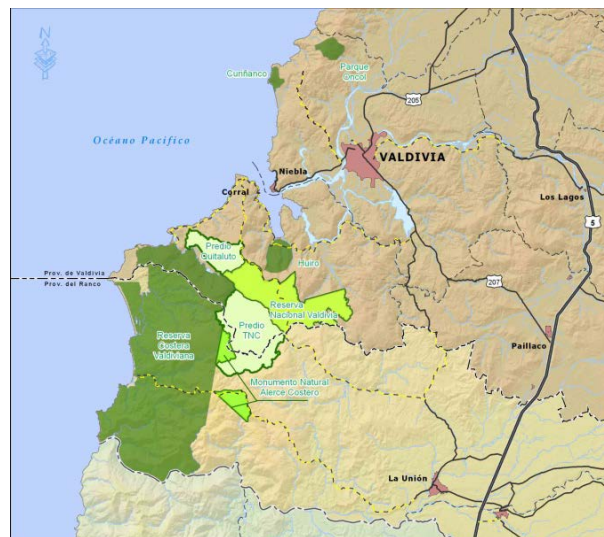 N
Parque
Oncol
Curiñanco
205
Océano Pacífico
VALDIVIA
Niebla
Corral
Los Lagos
5
Predio
Quitaluto
Huiro
Prov. de Valdivia
Prov. del Ranco
207
Reserva
Nacional Valdivia
Reserva
Costera
Valdiviana
Predio
TNC
Paillaco
Monumento Natural
Alerce Costero
La Unión